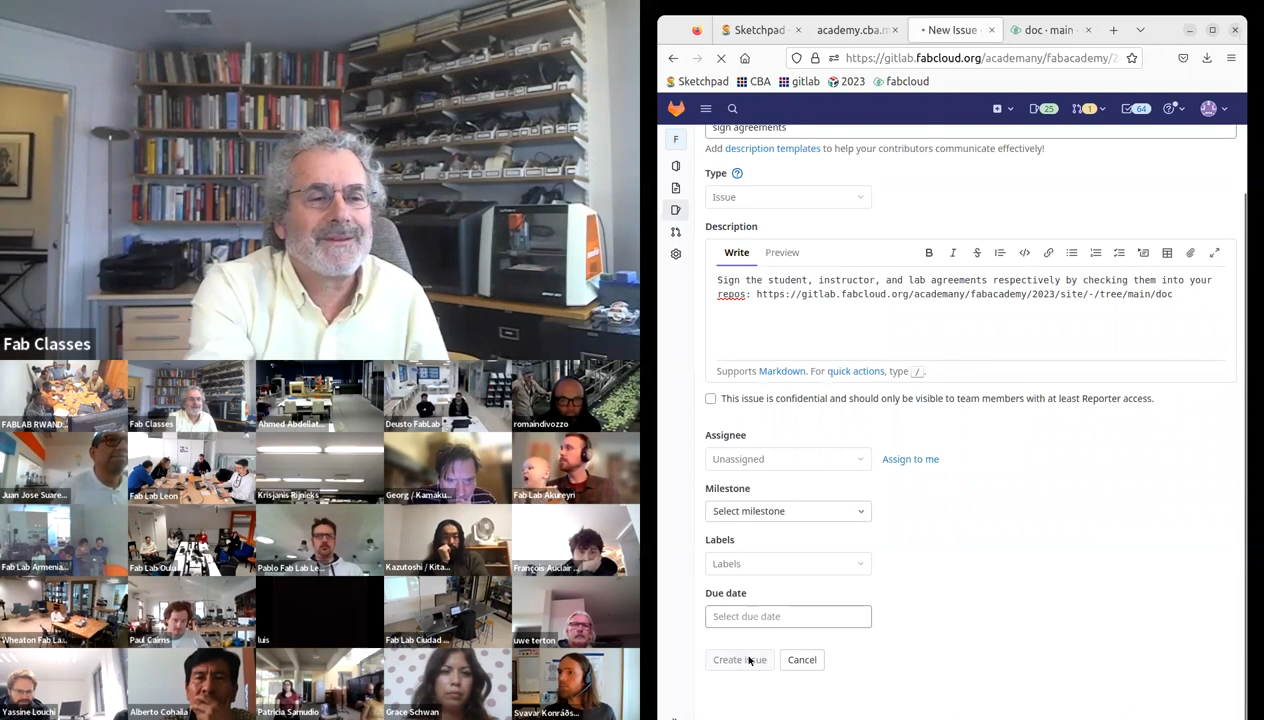 Fab Classes
FABLAB RWAND...
Fab Classes
Ahmed Abdellat...
Deusto FabLab
romaindivozzo
Juan Jose Suare...
Fab Lab Leon
Krisjanis Rijnieks
Georg / Kamaku...
Fab Lab Akureyri
Fab Lab Armenia...
Fab Lab Oulu
Pablo Fab Lab Le...
Kazutoshi / Kita...
François Auclair ...
Wheaton Fab La...
Paul Cairns
luis
Fab Lab Ciudad ...
uwe terton
Yassine Louchi
Alberto Cohaila
Patricia Samudio
Grace Schwan
Svavar Konráðs...
Sketchpad
academy.cba.m
New Issue
doc · main
https://gitlab.fabcloud.org/academany/fabacademy/2
Sketchpad CBA gitlab 2023 fabcloud
25 1 64
F
sign agreements
Add description templates to help your contributors communicate effectively!
Type
Issue
Description
Write Preview
Sign the student, instructor, and lab agreements respectively by checking them into your
repos: https://gitlab.fabcloud.org/academany/fabacademy/2023/site/-/tree/main/doc
Supports Markdown. For quick actions, type /.
This issue is confidential and should only be visible to team members with at least Reporter access.
Assignee
Unassigned Assign to me
Milestone
Select milestone
Labels
Labels
Due date
Select due date
Create issue Cancel